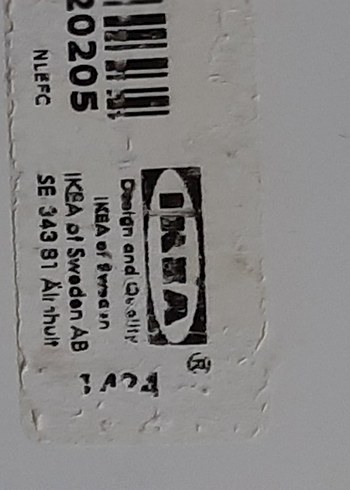 IKEA®
Design and Quality
IKEA of Sweden
20205 IKEA of Sweden AB
NLEFC SE 343 81 Älmhult